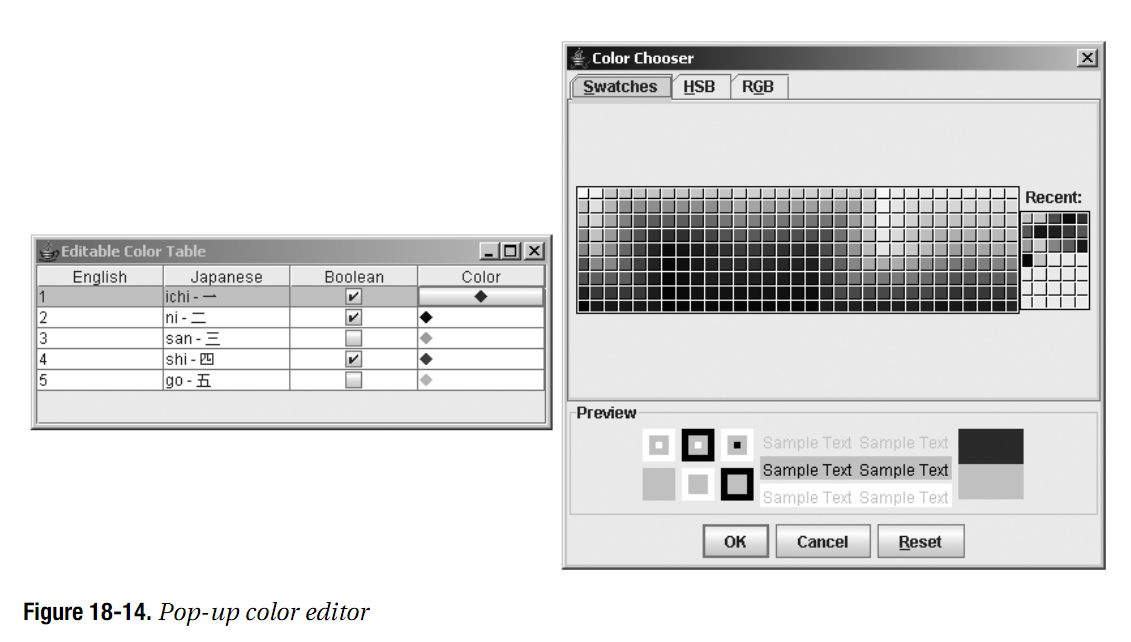 Editable Color Table
English Japanese Boolean Color
1 ichi - 一
2 ni - 二
3 san - 三
4 shi - 四
5 go - 五
Color Chooser
Swatches HSB RGB
Recent:
Preview
Sample Text Sample Text
Sample Text Sample Text
Sample Text Sample Text
OK Cancel Reset
Figure 18-14. Pop-up color editor